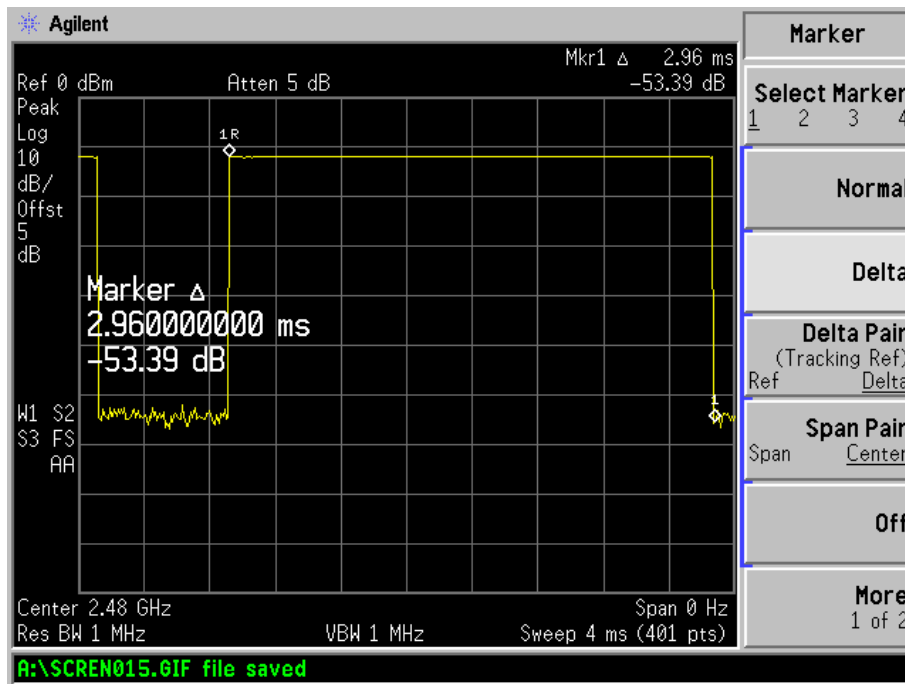 Agilent
Mkr1 Δ 2.96 ms
Ref 0 dBm Atten 5 dB -53.39 dB
Peak
Log
10
dB/
Offst
5
dB
1R
Marker Δ
2.960000000 ms
-53.39 dB
1
W1 S2
S3 FS
AA
Center 2.48 GHz Span 0 Hz
Res BW 1 MHz VBW 1 MHz Sweep 4 ms (401 pts)
A:\SCREN015.GIF file saved
Marker
Select Marker
1 2 3 4
Normal
Delta
Delta Pair
(Tracking Ref)
Ref Delta
Span Pair
Span Center
Off
More
1 of 2